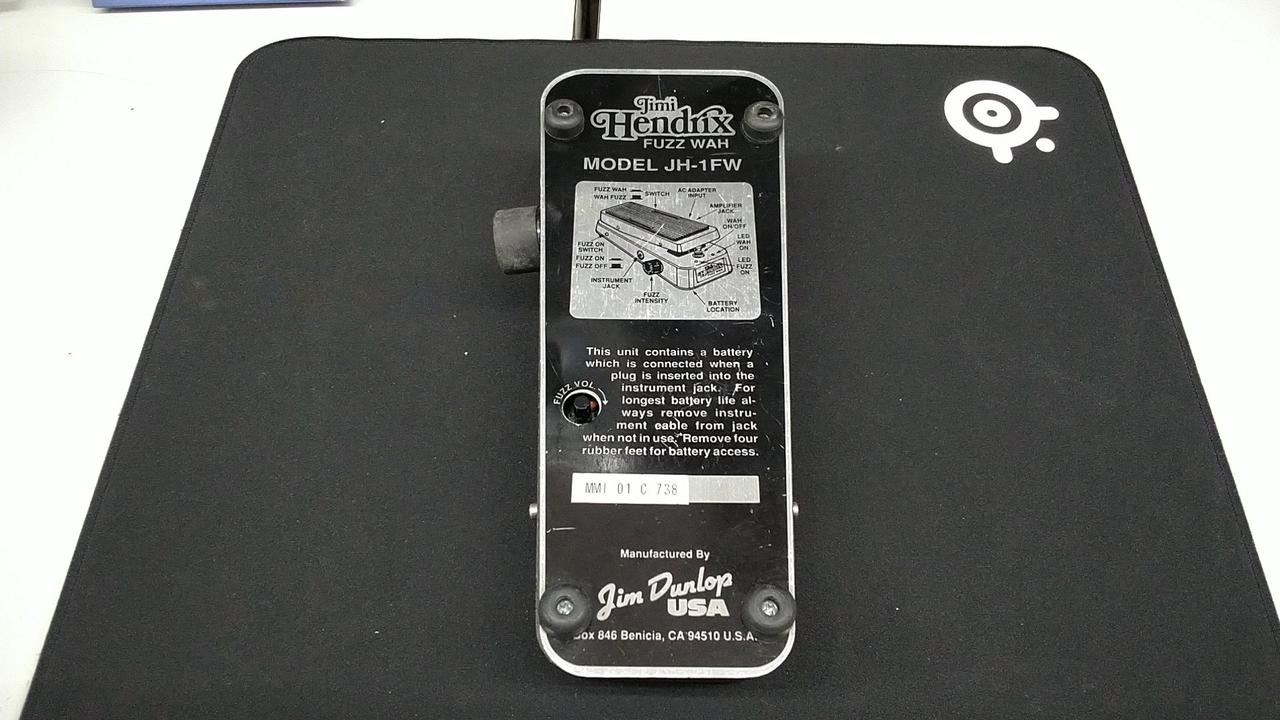 Jimi
Hendrix
FUZZ WAH
MODEL JH-1FW
FUZZ WAH
WAH FUZZ
SWITCH
AC ADAPTER
INPUT
AMPLIFIER
JACK
WAH
ON/OFF
LED
WAH
ON
LED
FUZZ
ON
FUZZ ON
SWITCH
FUZZ ON
FUZZ OFF
INSTRUMENT
JACK
FUZZ
INTENSITY
BATTERY
LOCATION
This unit contains a battery
which is connected when a
plug is inserted into the
instrument jack. For
longest battery life al-
ways remove instru-
ment cable from jack
when not in use. Remove four
rubber feet for battery access.
FUZZ VOL.
MMI 01 C 738
Manufactured By
Jim Dunlop
USA
Box 846 Benicia, CA 94510 U.S.A.